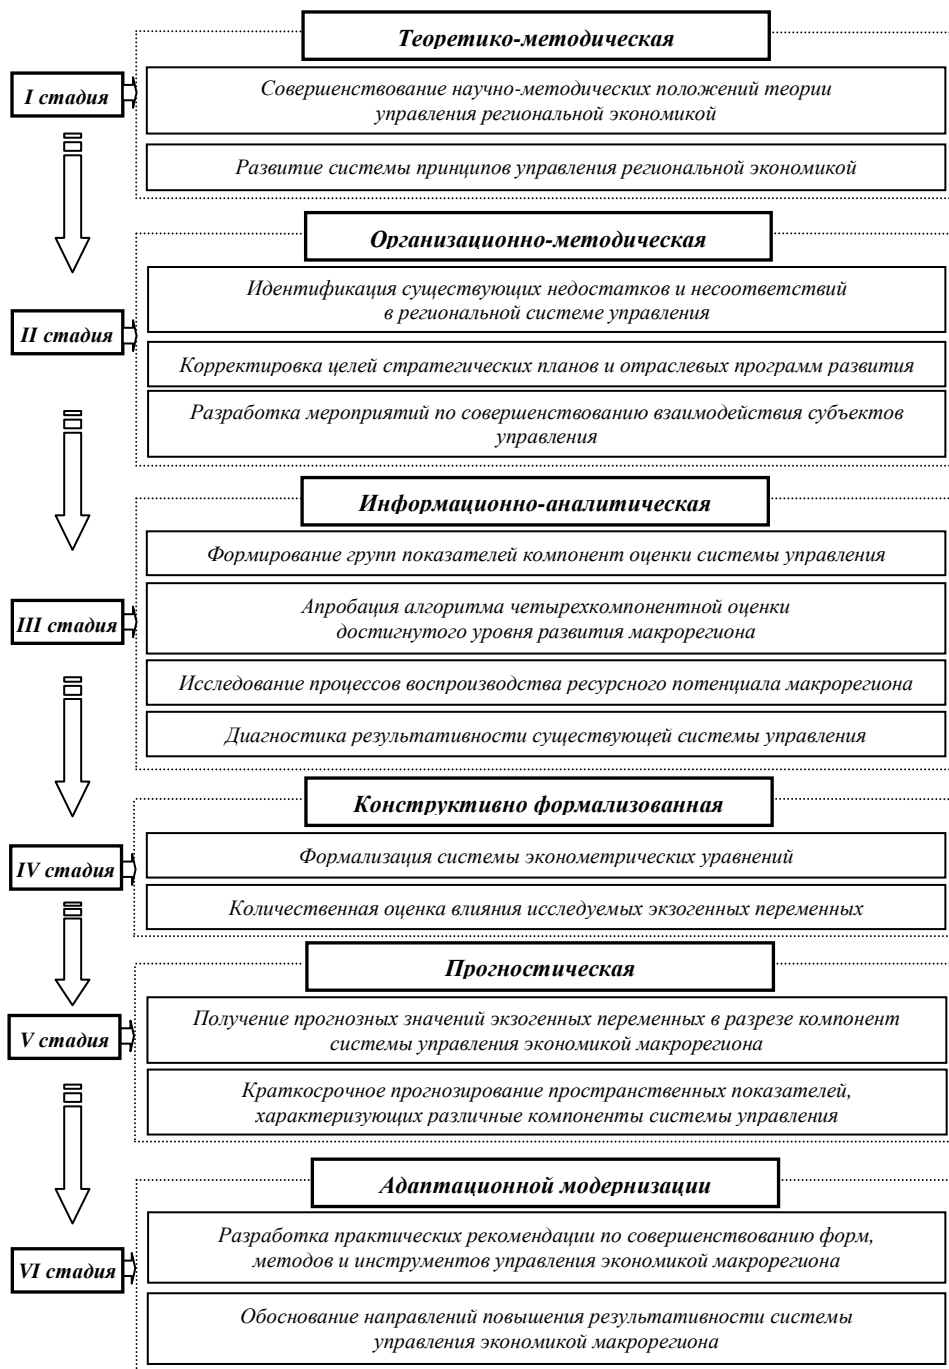 Теоретико-методическая
I стадия
Совершенствование научно-методических положений теории
управления региональной экономикой
Развитие системы принципов управления региональной экономикой
Организационно-методическая
II стадия
Идентификация существующих недостатков и несоответствий
в региональной системе управления
Корректировка целей стратегических планов и отраслевых программ развития
Разработка мероприятий по совершенствованию взаимодействия субъектов
управления
Информационно-аналитическая
III стадия
Формирование групп показателей компонент оценки системы управления
Апробация алгоритма четырехкомпонентной оценки
достигнутого уровня развития макрорегиона
Исследование процессов воспроизводства ресурсного потенциала макрорегиона
Диагностика результативности существующей системы управления
Конструктивно формализованная
IV стадия
Формализация системы эконометрических уравнений
Количественная оценка влияния исследуемых экзогенных переменных
Прогностическая
V стадия
Получение прогнозных значений экзогенных переменных в разрезе компонент
системы управления экономикой макрорегиона
Краткосрочное прогнозирование пространственных показателей,
характеризующих различные компоненты системы управления
Адаптационной модернизации
VI стадия
Разработка практических рекомендации по совершенствованию форм,
методов и инструментов управления экономикой макрорегиона
Обоснование направлений повышения результативности системы
управления экономикой макрорегиона